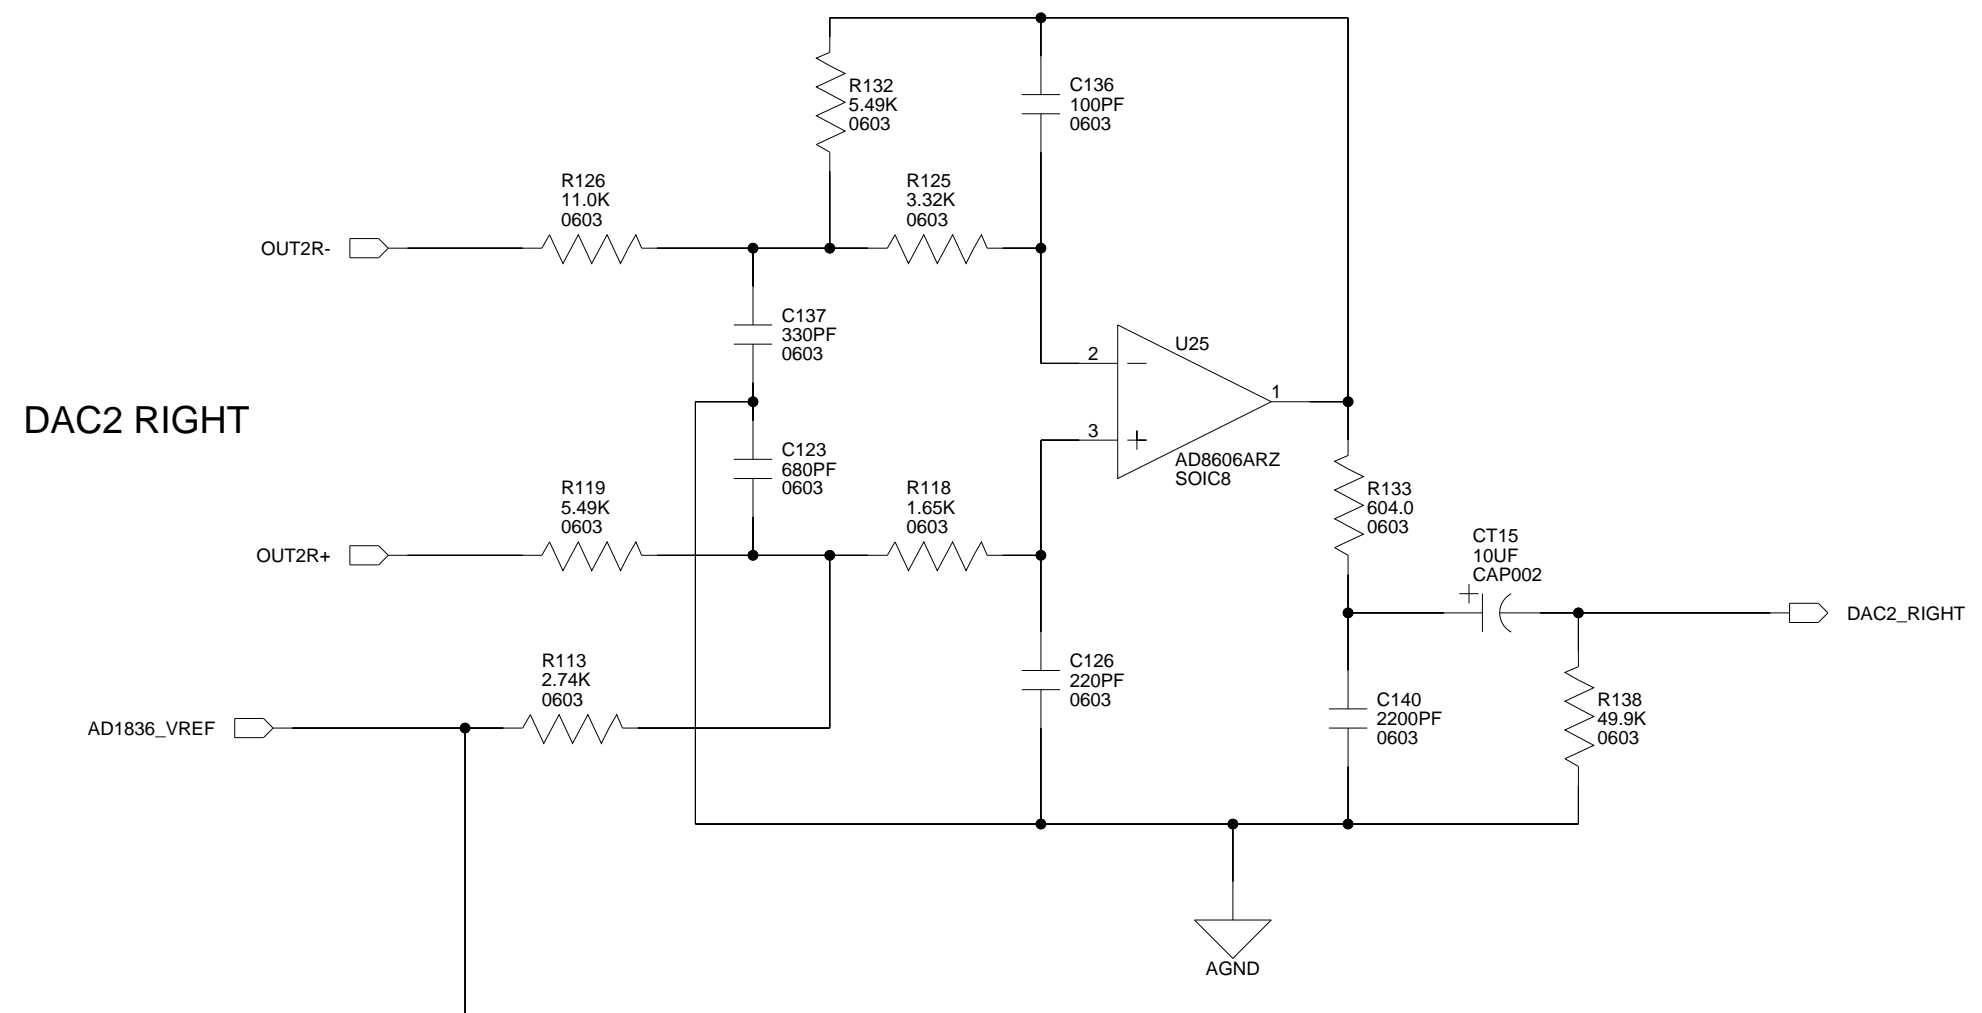 R132
5.49K
0603
C136
100PF
0603
R126
11.0K
0603
R125
3.32K
0603
OUT2R-
C137
330PF
0603
2
U25
1
DAC2 RIGHT
3
C123
680PF
0603
AD8606ARZ
SOIC8
R119
5.49K
0603
R118
1.65K
0603
R133
604.0
0603
OUT2R+
CT15
10UF
CAP002
DAC2_RIGHT
R113
2.74K
0603
C126
220PF
0603
C140
2200PF
0603
R138
49.9K
0603
AD1836_VREF
AGND